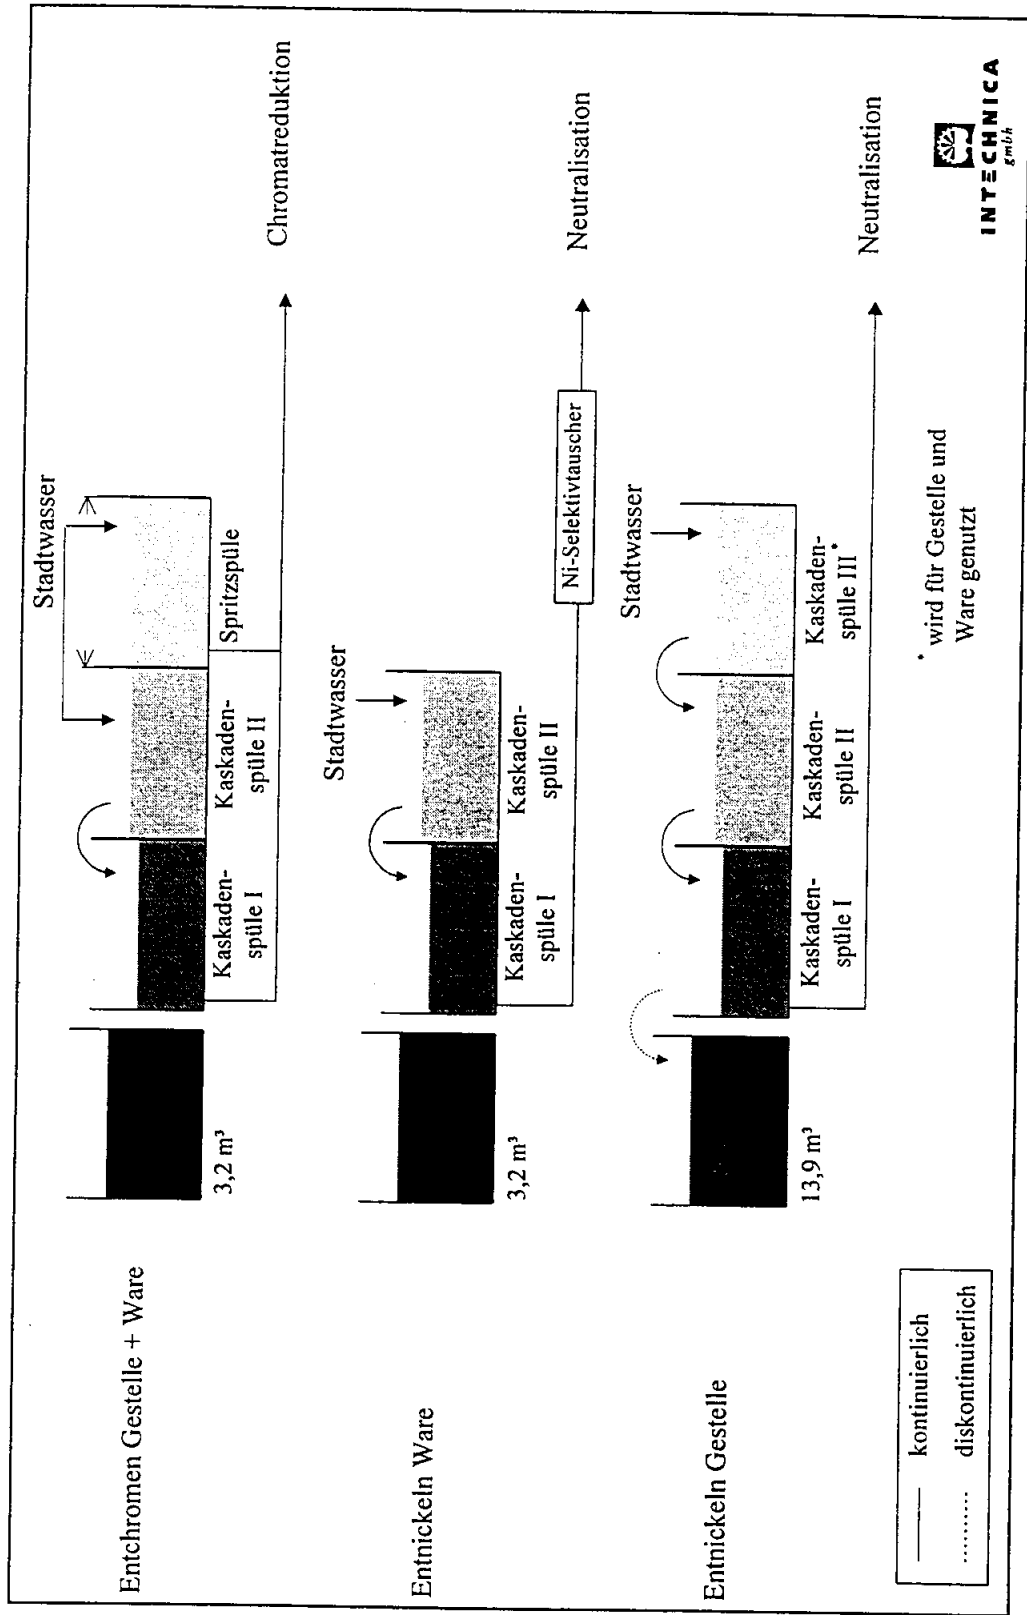 Entchromen Gestelle + Ware
3,2 m³
Kaskaden-
spüle I
Kaskaden-
spüle II
Spritzspüle
Stadtwasser
Chromatreduktion
Entnickeln Ware
3,2 m³
Kaskaden-
spüle I
Kaskaden-
spüle II
Stadtwasser
Ni-Selektivtauscher
Neutralisation
Entnickeln Gestelle
13,9 m³
Kaskaden-
spüle I
Kaskaden-
spüle II
Kaskaden-
spüle III*
Stadtwasser
Neutralisation
kontinuierlich
diskontinuierlich
* wird für Gestelle und
Ware genutzt
INTECHNICA
gmbh